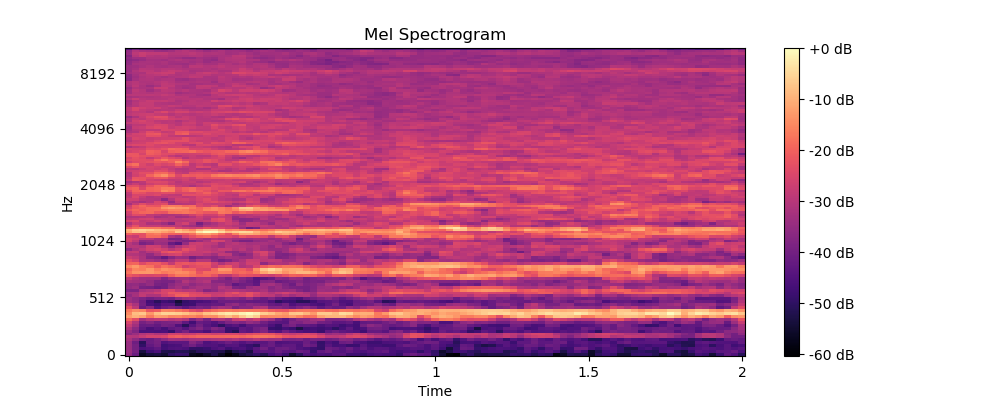 Mel Spectrogram
Hz
8192
4096
2048
1024
512
0
0 0.5 1 1.5 2
Time
+0 dB
-10 dB
-20 dB
-30 dB
-40 dB
-50 dB
-60 dB